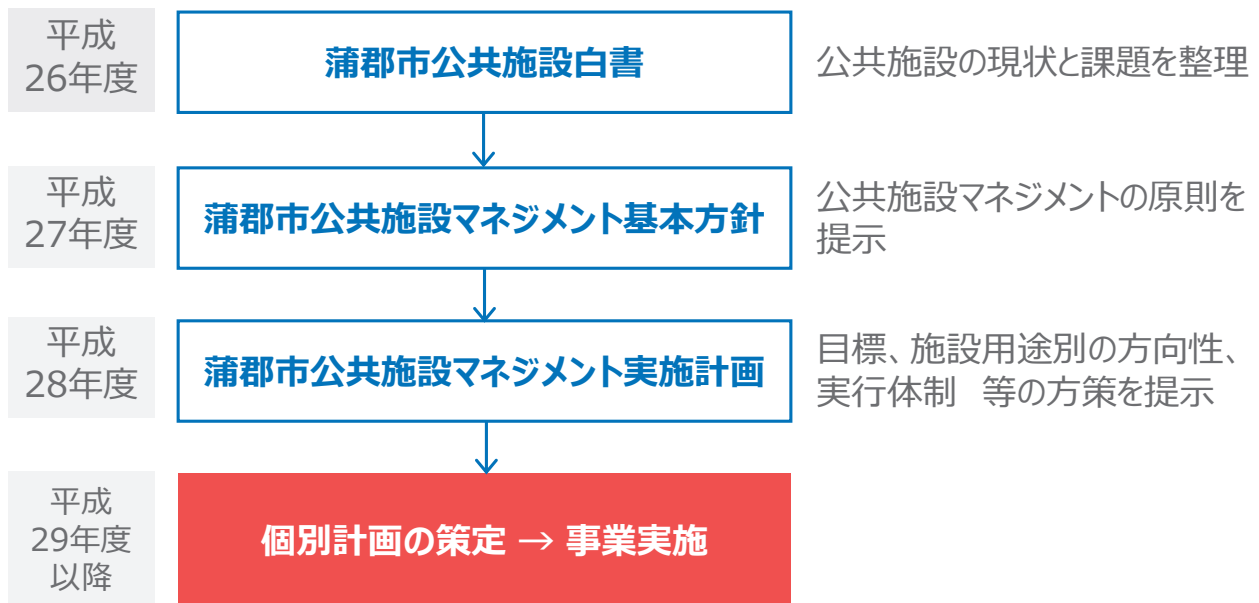 平成
26年度
蒲郡市公共施設白書
公共施設の現状と課題を整理
平成
27年度
蒲郡市公共施設マネジメント基本方針
公共施設マネジメントの原則を
提示
平成
28年度
蒲郡市公共施設マネジメント実施計画
目標、施設用途別の方向性、
実行体制　等の方策を提示
平成
29年度
以降
個別計画の策定 → 事業実施